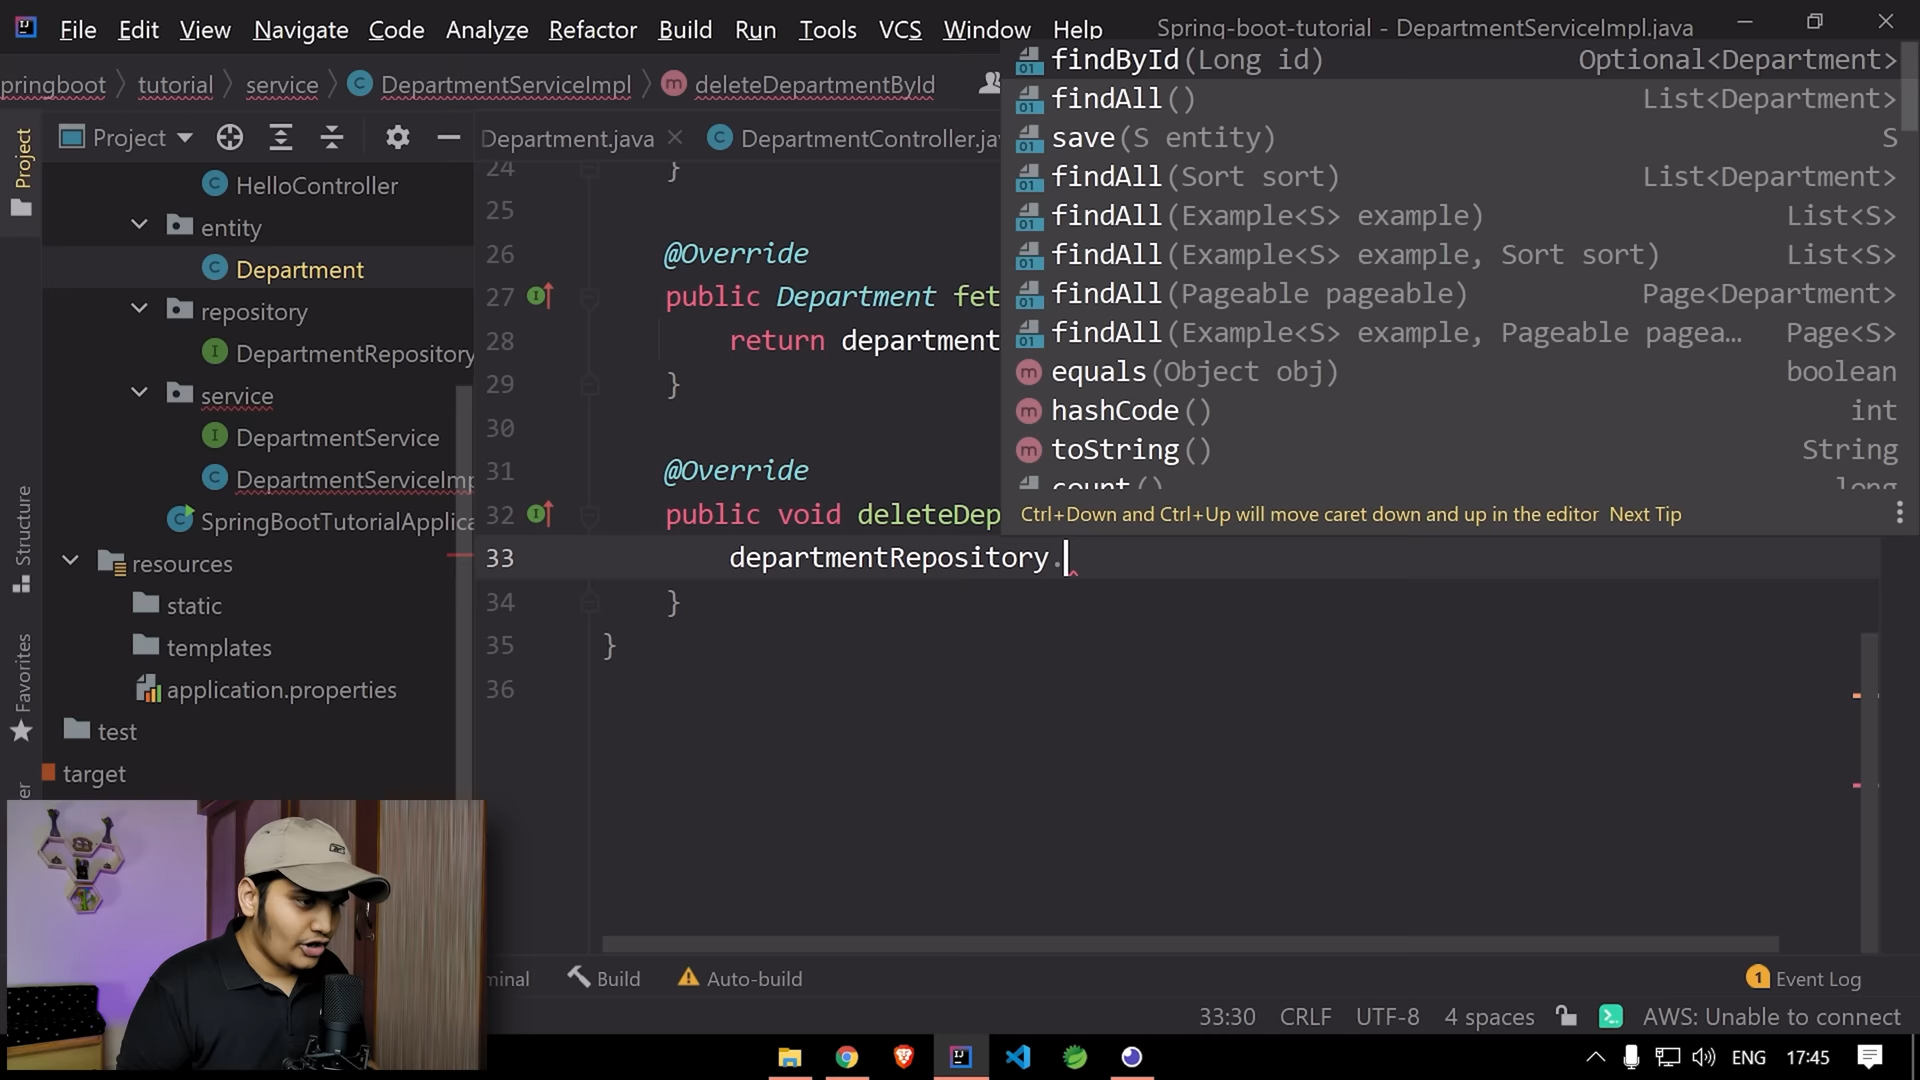 File Edit View Navigate Code Analyze Refactor Build Run Tools VCS Window Help Spring-boot-tutorial - DepartmentServiceImpl.java
pringboot tutorial service DepartmentServiceImpl deleteDepartmentById
Project
Department.java DepartmentController.ja
Project
HelloController
entity
Department
repository
DepartmentRepository
service
DepartmentService
DepartmentServiceImp
SpringBootTutorialApplica
resources
static
templates
application.properties
test
target
Structure
Favorites
24 }
25
26 @Override
27 public Department fet
28 return department
29 }
30
31 @Override
32 public void deleteDep
33 departmentRepository.
34 }
35 }
36
findById(Long id) Optional<Department>
findAll() List<Department>
save(S entity) S
findAll(Sort sort) List<Department>
findAll(Example<S> example) List<S>
findAll(Example<S> example, Sort sort) List<S>
findAll(Pageable pageable) Page<Department>
findAll(Example<S> example, Pageable pagea… Page<S>
equals(Object obj) boolean
hashCode() int
toString() String
count() long
Ctrl+Down and Ctrl+Up will move caret down and up in the editor Next Tip
minal Build Auto-build 1 Event Log
33:30 CRLF UTF-8 4 spaces AWS: Unable to connect
ENG 17:45